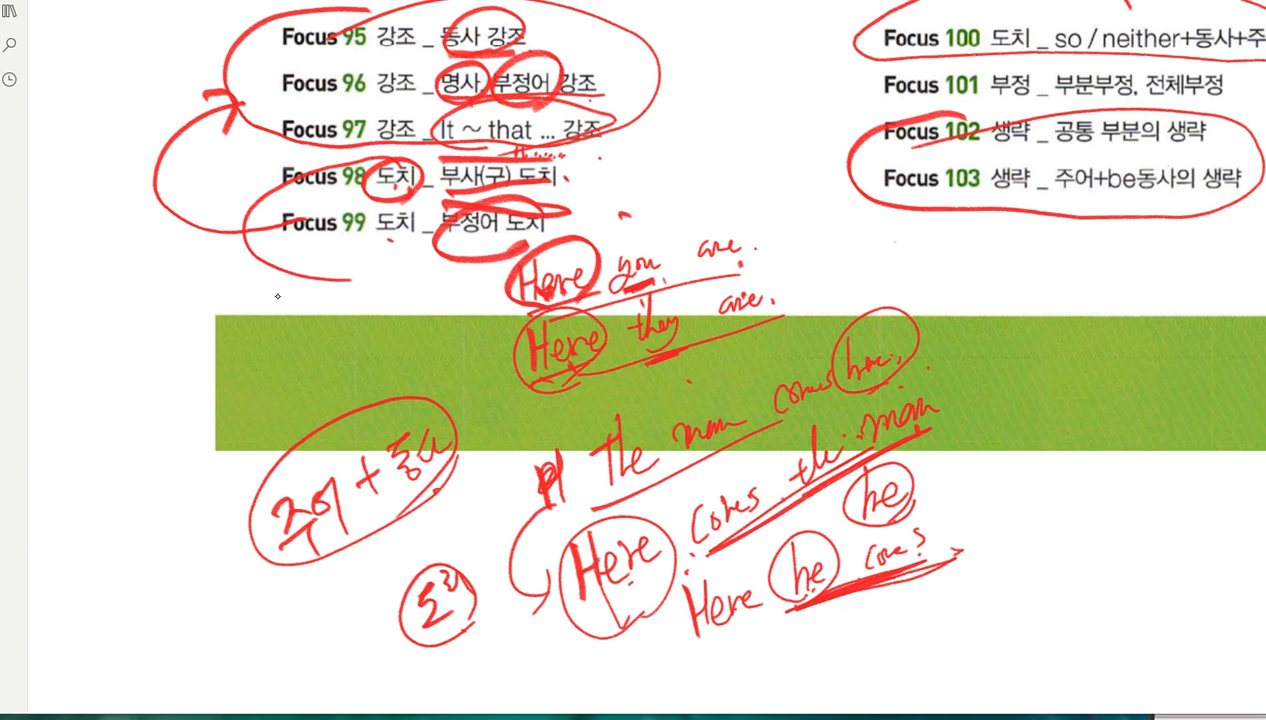 Focus 95 강조 _ 동사 강조
Focus 96 강조 _ 명사, 부정어 강조
Focus 97 강조 _ It ~ that ... 강조
Focus 98 도치 _ 부사(구) 도치
Focus 99 도치 _ 부정어 도치
Focus 100 도치 _ so / neither+동사+주
Focus 101 부정 _ 부분부정, 전체부정
Focus 102 생략 _ 공통 부분의 생략
Focus 103 생략 _ 주어+be동사의 생략
Here you are.
Here they are.
The man comes here.
Here comes the man
he
Here he comes
주어 + 동사
도치